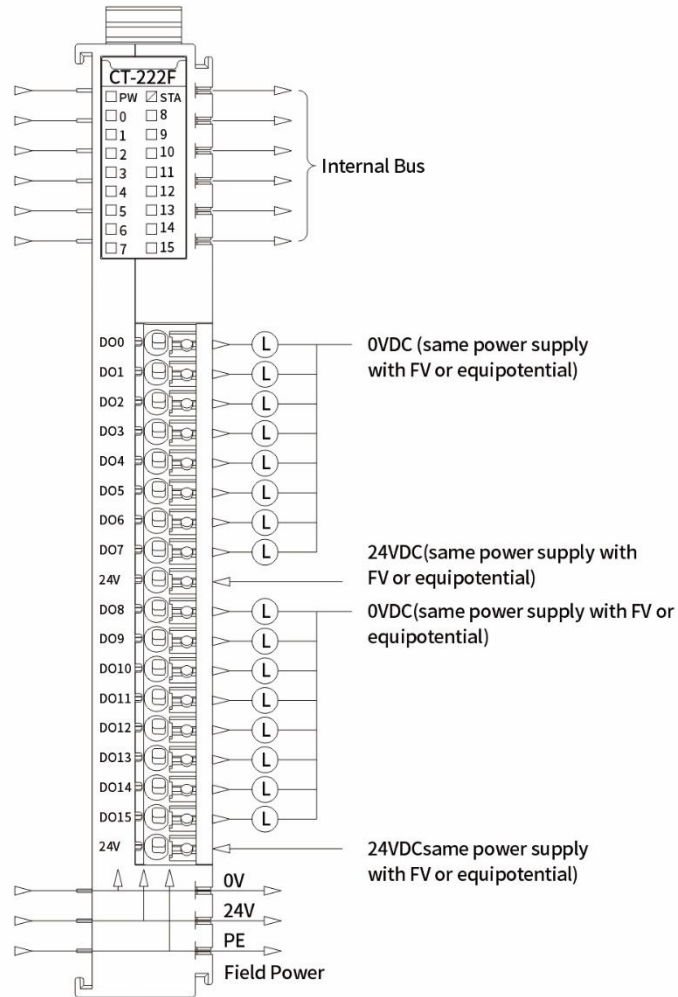 CT-222F
PW STA
0 8
1 9
2 10
3 11
4 12
5 13
6 14
7 15
Internal Bus
DO0 L
0VDC (same power supply
with FV or equipotential)
DO1 L
DO2 L
DO3 L
DO4 L
DO5 L
DO6 L
DO7 L
24V
24VDC(same power supply with
FV or equipotential)
DO8 L
0VDC(same power supply with FV or
equipotential)
DO9 L
DO10 L
DO11 L
DO12 L
DO13 L
DO14 L
DO15 L
24V
24VDCsame power supply
with FV or equipotential)
0V
24V
PE
Field Power